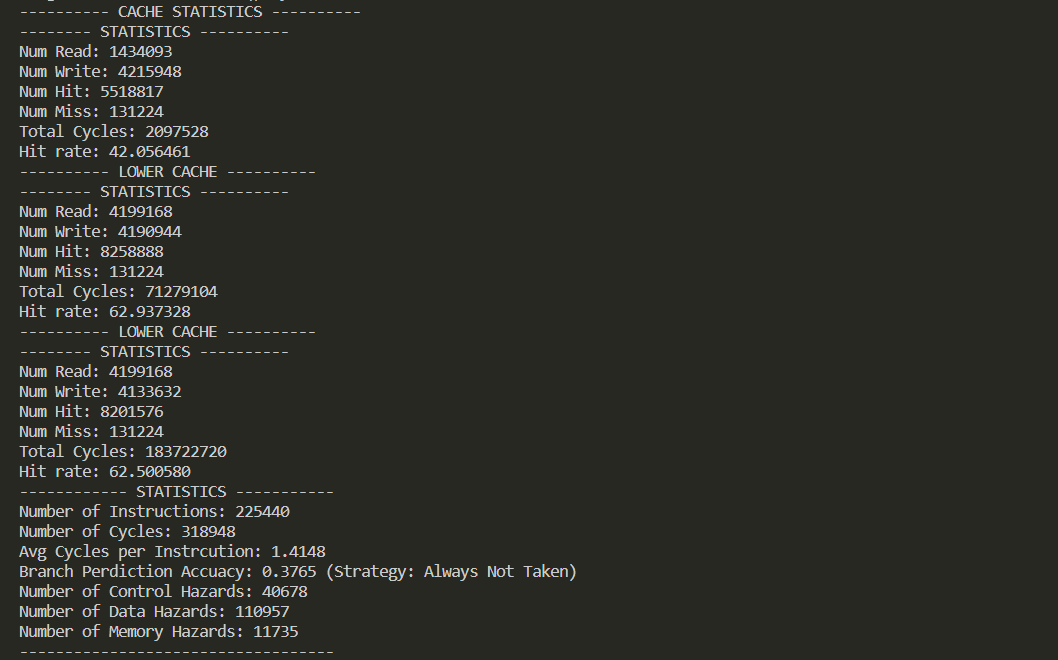 ---------- CACHE STATISTICS ----------
-------- STATISTICS ----------
Num Read: 1434093
Num Write: 4215948
Num Hit: 5518817
Num Miss: 131224
Total Cycles: 2097528
Hit rate: 42.056461
---------- LOWER CACHE ----------
-------- STATISTICS ----------
Num Read: 4199168
Num Write: 4190944
Num Hit: 8258888
Num Miss: 131224
Total Cycles: 71279104
Hit rate: 62.937328
---------- LOWER CACHE ----------
-------- STATISTICS ----------
Num Read: 4199168
Num Write: 4133632
Num Hit: 8201576
Num Miss: 131224
Total Cycles: 183722720
Hit rate: 62.500580
------------ STATISTICS -----------
Number of Instructions: 225440
Number of Cycles: 318948
Avg Cycles per Instrcution: 1.4148
Branch Perdiction Accuacy: 0.3765 (Strategy: Always Not Taken)
Number of Control Hazards: 40678
Number of Data Hazards: 110957
Number of Memory Hazards: 11735
-----------------------------------